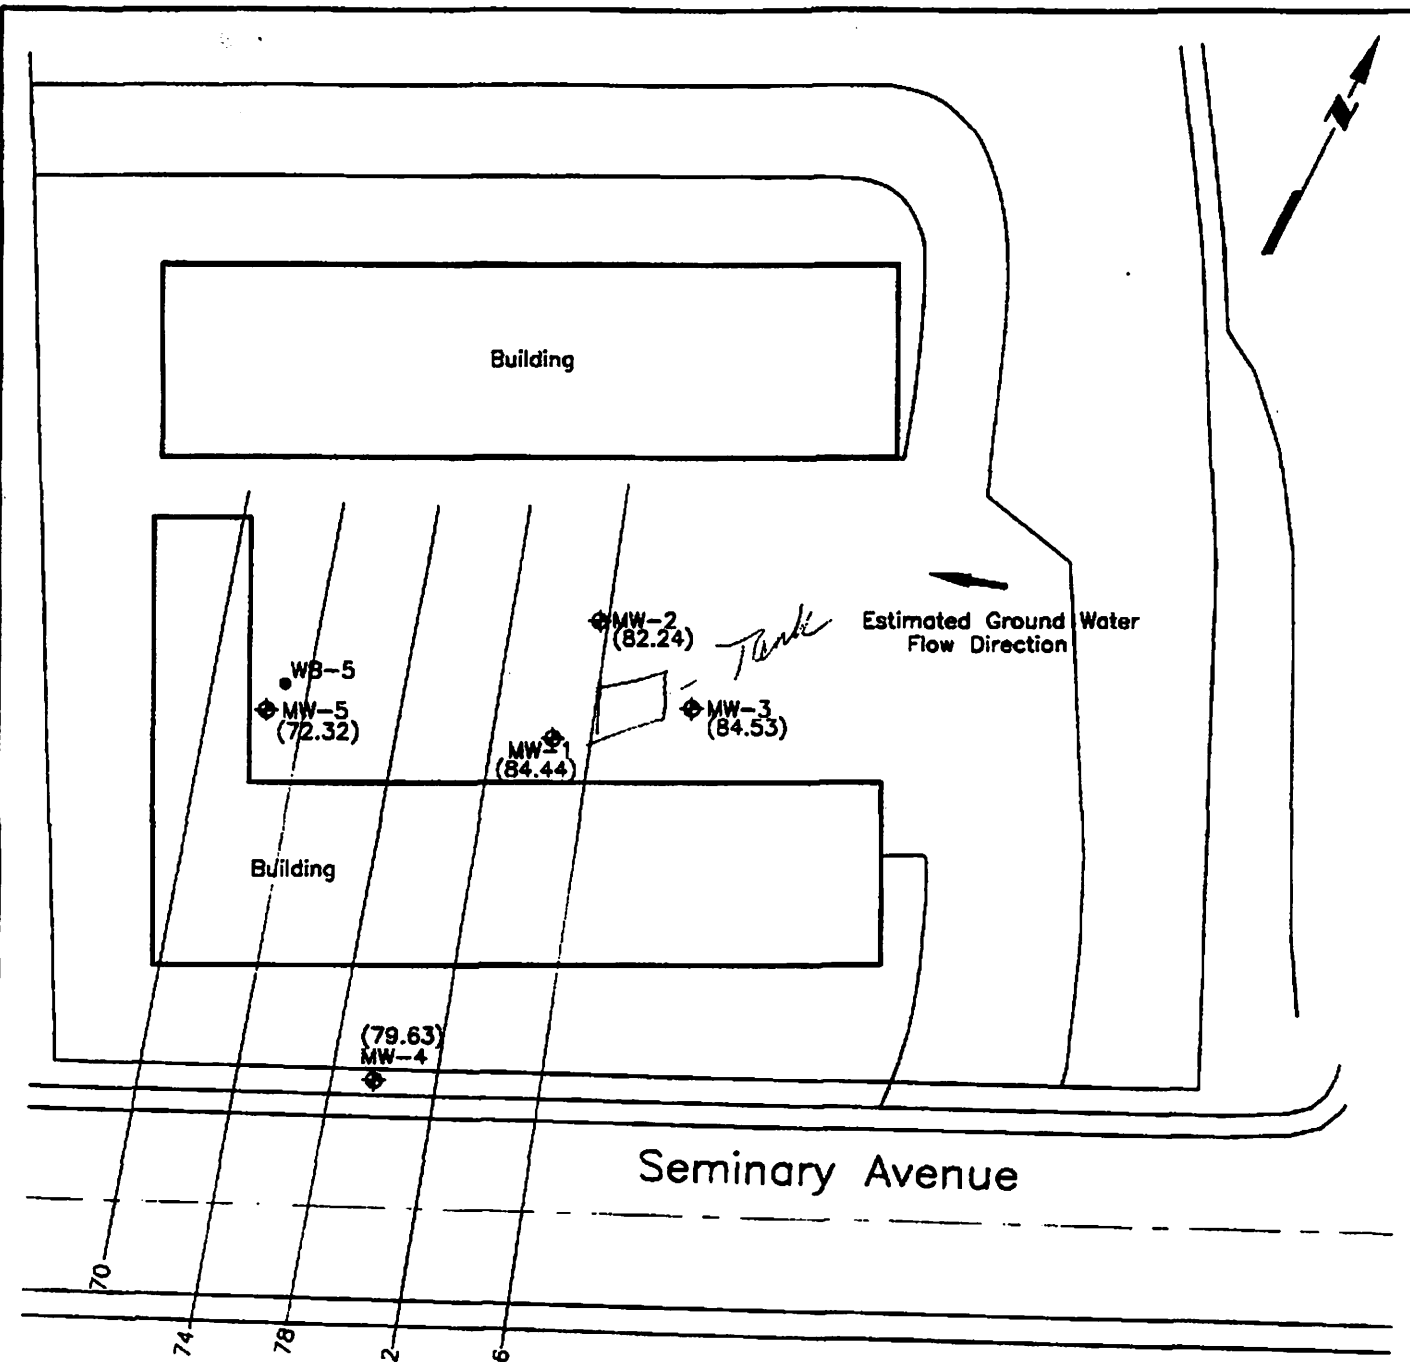 N
Building
MW-2
(82.24)
Tank
Estimated Ground Water
Flow Direction
WB-5
MW-5
(72.32)
MW-3
(84.53)
MW-1
(84.44)
Building
(79.63)
MW-4
Seminary Avenue
70
74
78
2
6